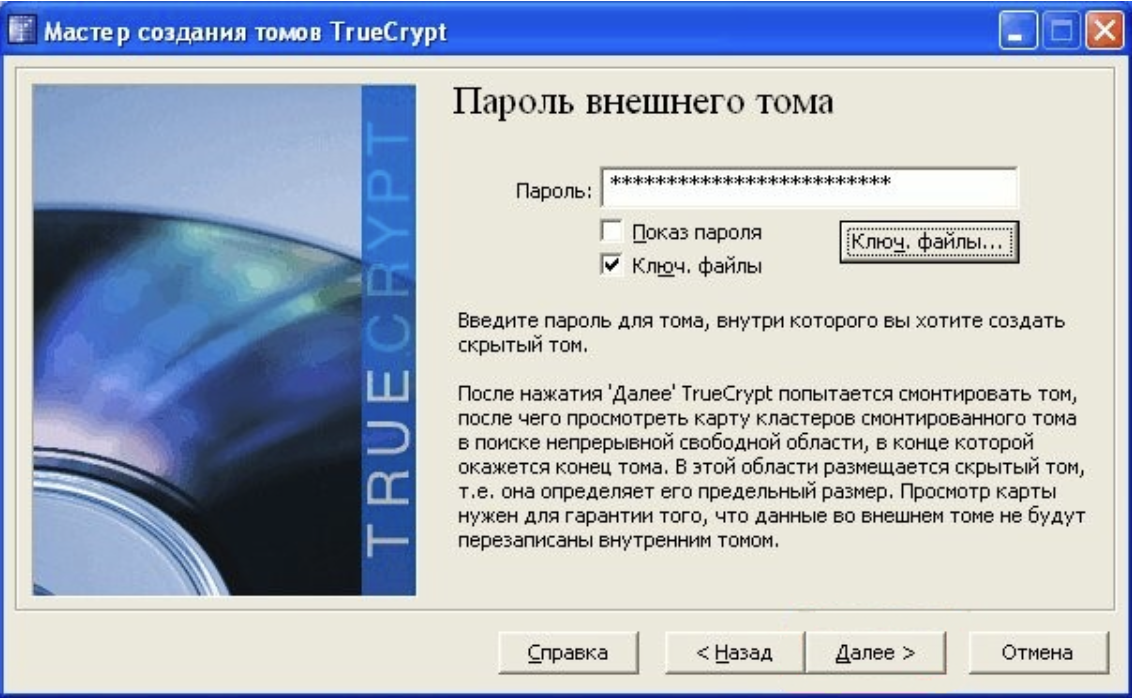 Мастер создания томов TrueCrypt
TRUECRYPT
Пароль внешнего тома
Пароль: *************************
Показ пароля
Ключ. файлы...
Ключ. файлы
Введите пароль для тома, внутри которого вы хотите создать
скрытый том.
После нажатия 'Далее' TrueCrypt попытается смонтировать том,
после чего просмотреть карту кластеров смонтированного тома
в поиске непрерывной свободной области, в конце которой
окажется конец тома. В этой области размещается скрытый том,
т.е. она определяет его предельный размер. Просмотр карты
нужен для гарантии того, что данные во внешнем томе не будут
перезаписаны внутренним томом.
Справка
< Назад
Далее >
Отмена